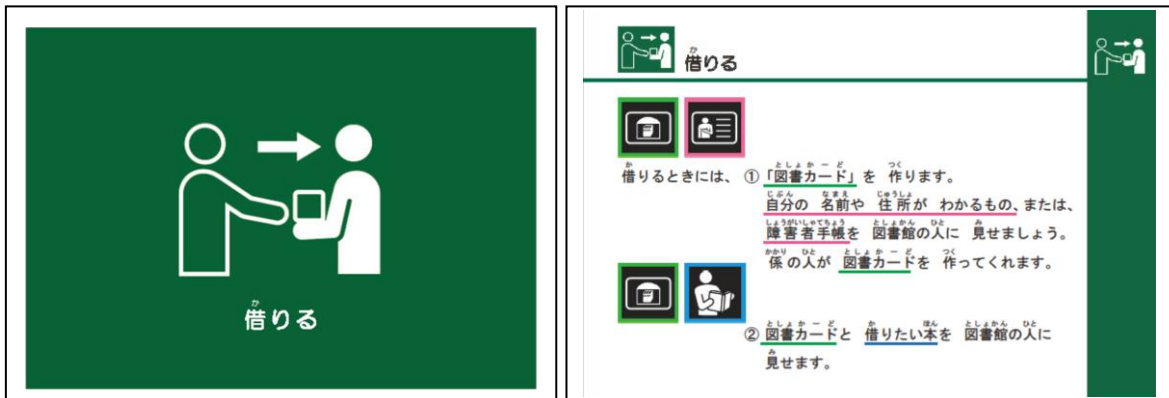 借りる
借りる
借りるときには、 ①「図書カード」を 作ります。
自分の 名前や 住所が わかるもの、または、
障害者手帳を 図書館の人に 見せましょう。
係の人が 図書カードを 作ってくれます。
② 図書カードと 借りたい本を 図書館の人に
見せます。